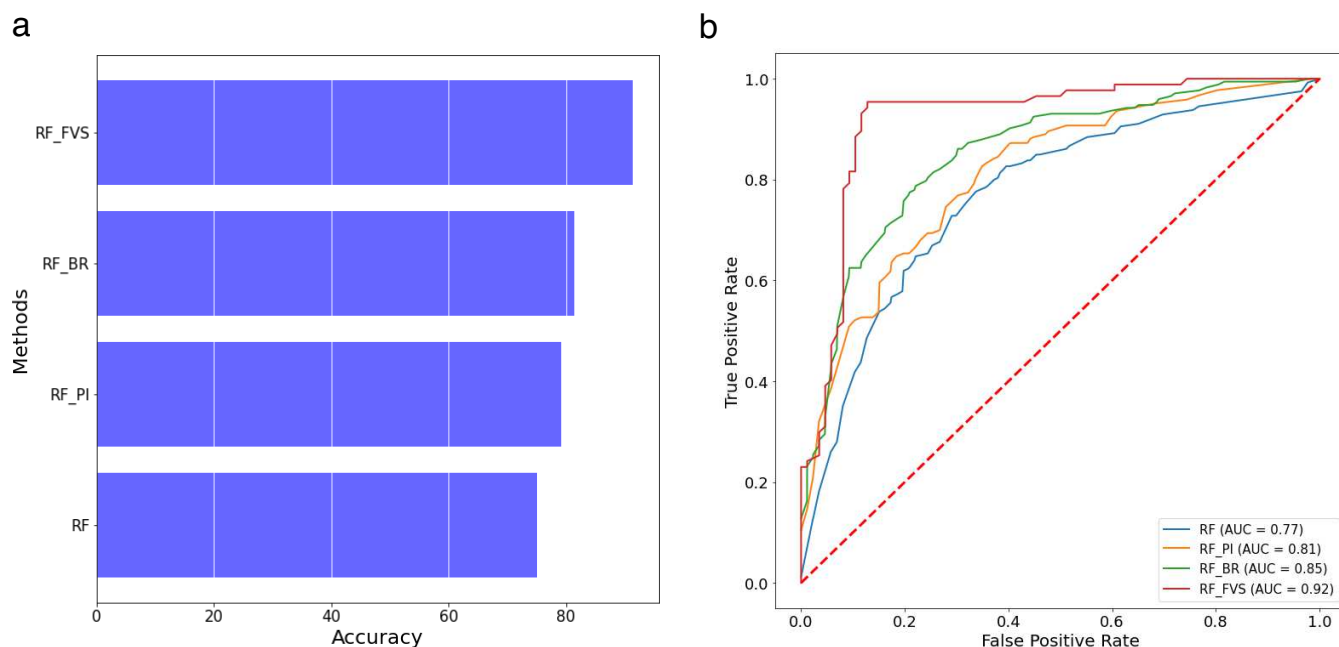 a
Methods
RF_FVS
RF_BR
RF_PI
RF
0
20
40
60
80
Accuracy
b
True Positive Rate
1.0
0.8
0.6
0.4
0.2
0.0
0.0
0.2
0.4
0.6
0.8
1.0
False Positive Rate
RF (AUC = 0.77)
RF_PI (AUC = 0.81)
RF_BR (AUC = 0.85)
RF_FVS (AUC = 0.92)